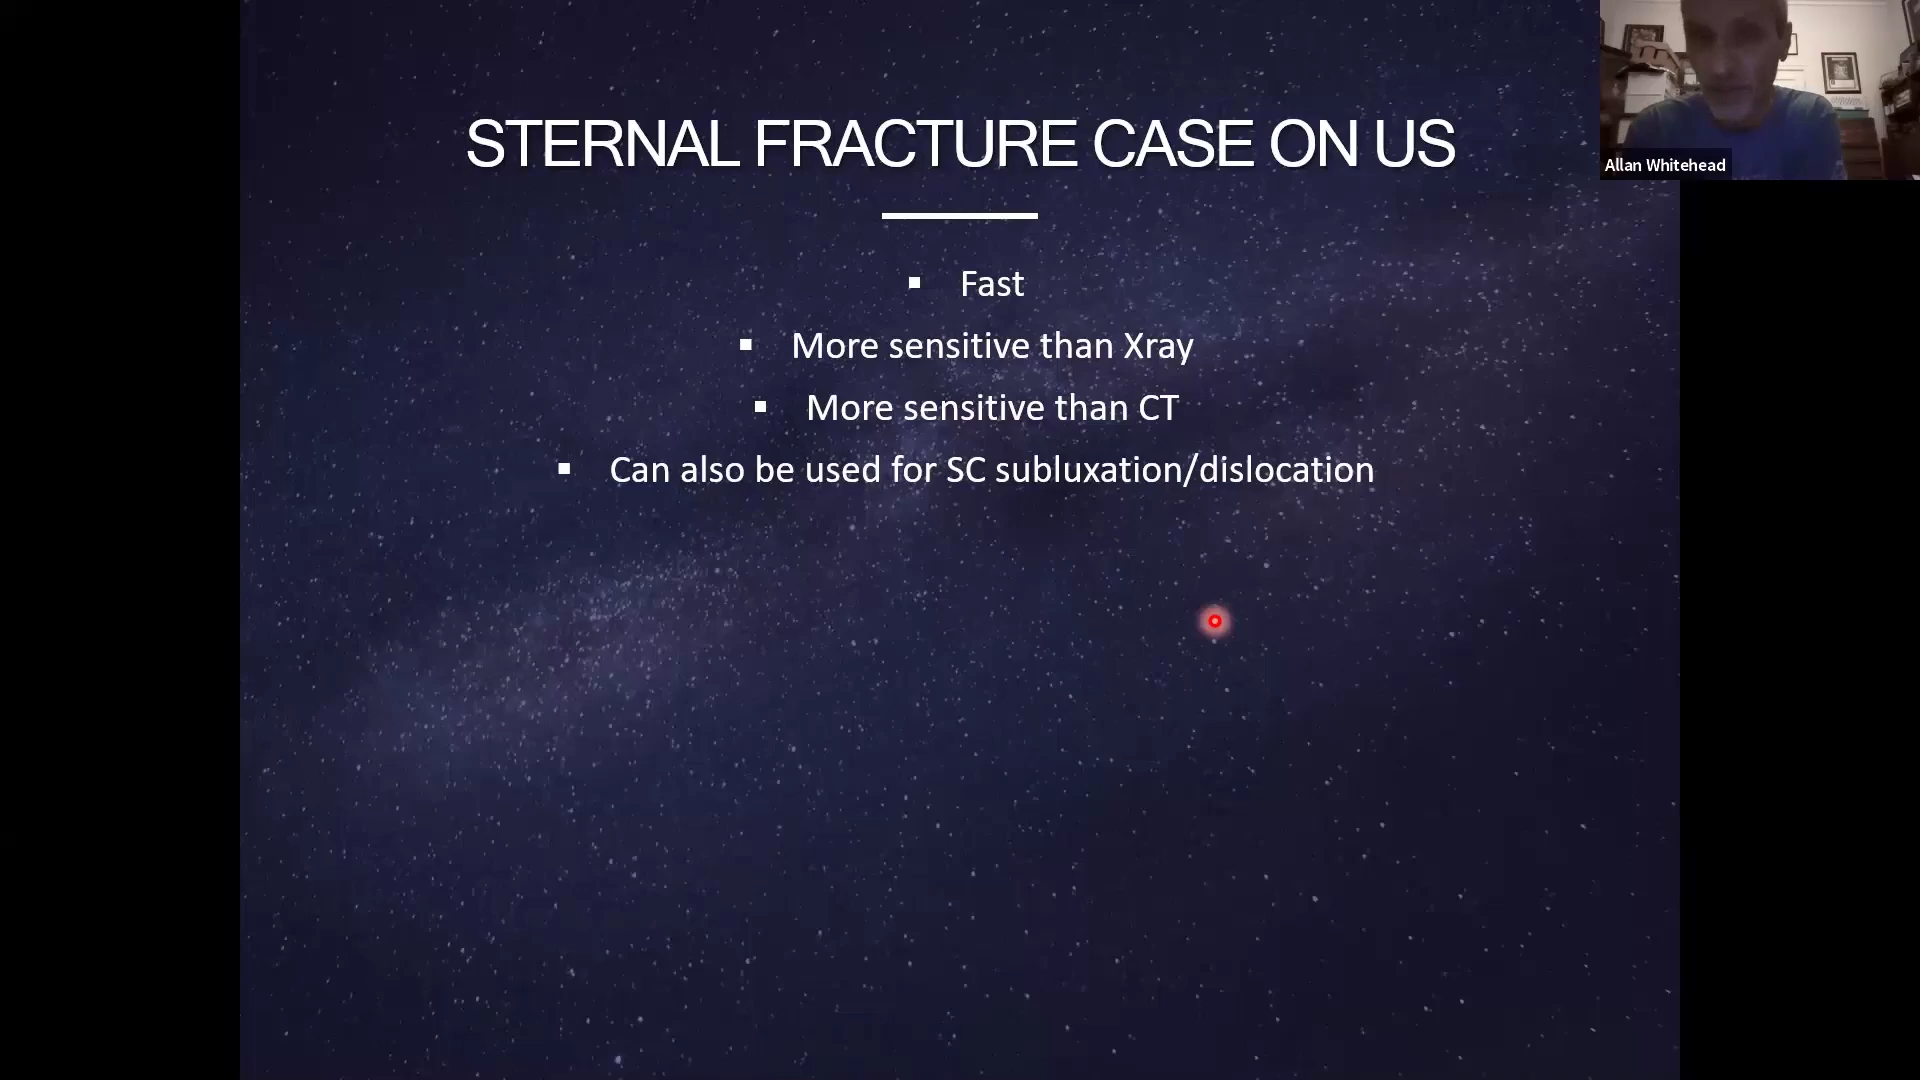 STERNAL FRACTURE CASE ON US
Allan Whitehead
▪ Fast
▪ More sensitive than Xray
▪ More sensitive than CT
▪ Can also be used for SC subluxation/dislocation